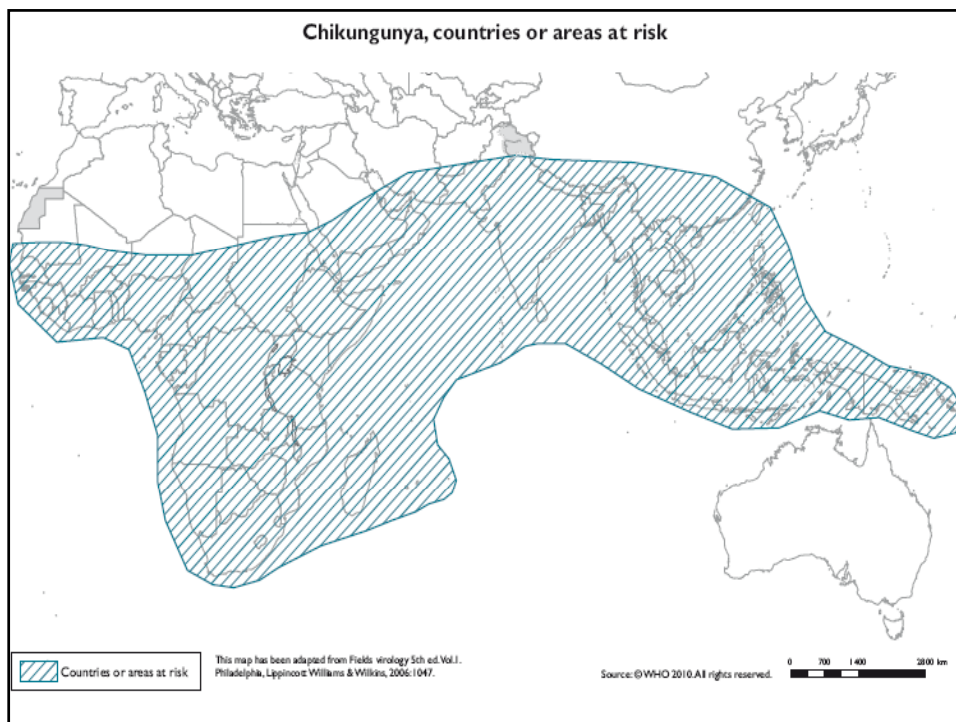 Chikungunya, countries or areas at risk
Countries or areas at risk
This map has been adapted from Fields virology 5th ed. Vol.1.
Philadelphia, Lippincott Williams & Wilkins, 2006:1047.
Source: © WHO 2010. All rights reserved.
0 700 1 400 2 800 km